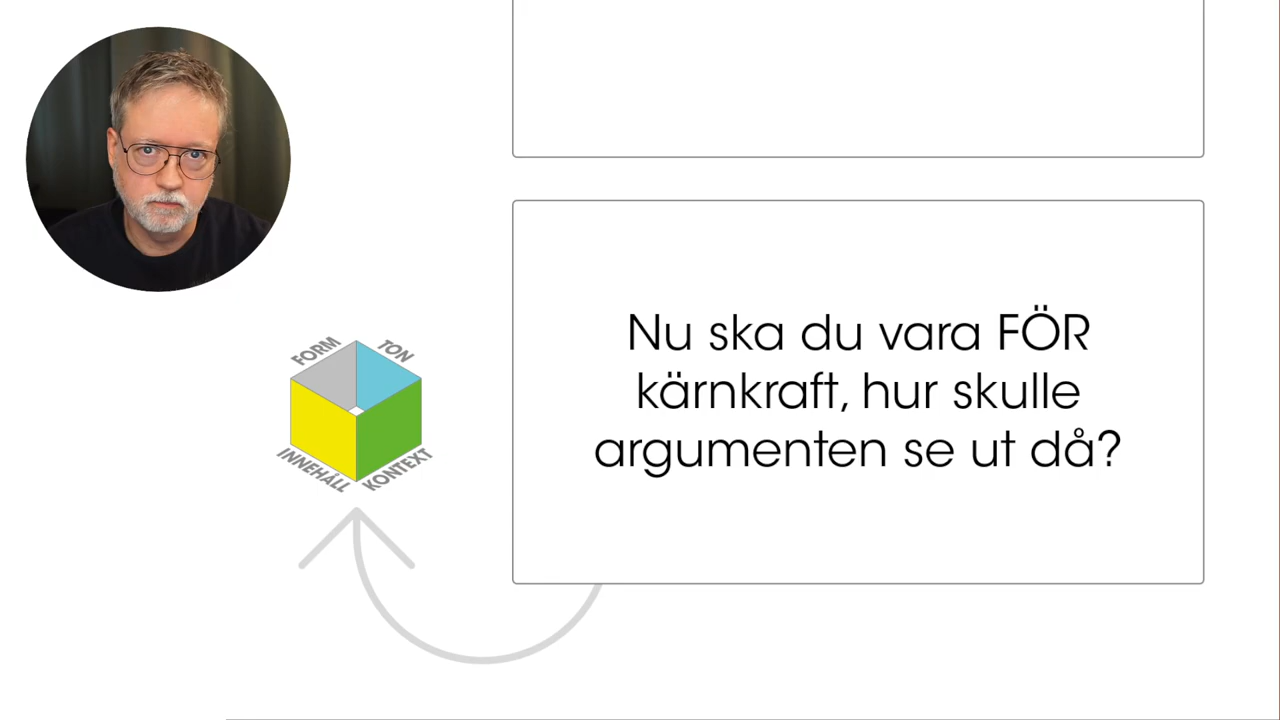 FORM
TON
INNEHÅLL
KONTEXT
Nu ska du vara FÖR
kärnkraft, hur skulle
argumenten se ut då?